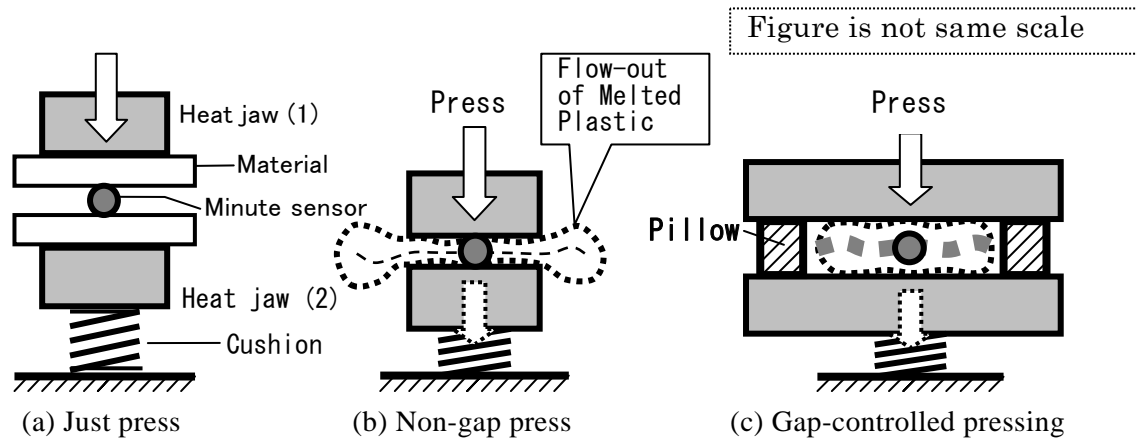 Figure is not same scale
Heat jaw (1)
Material
Minute sensor
Heat jaw (2)
Cushion
(a) Just press
Press
Flow-out
of Melted
Plastic
(b) Non-gap press
Press
Pillow
(c) Gap-controlled pressing